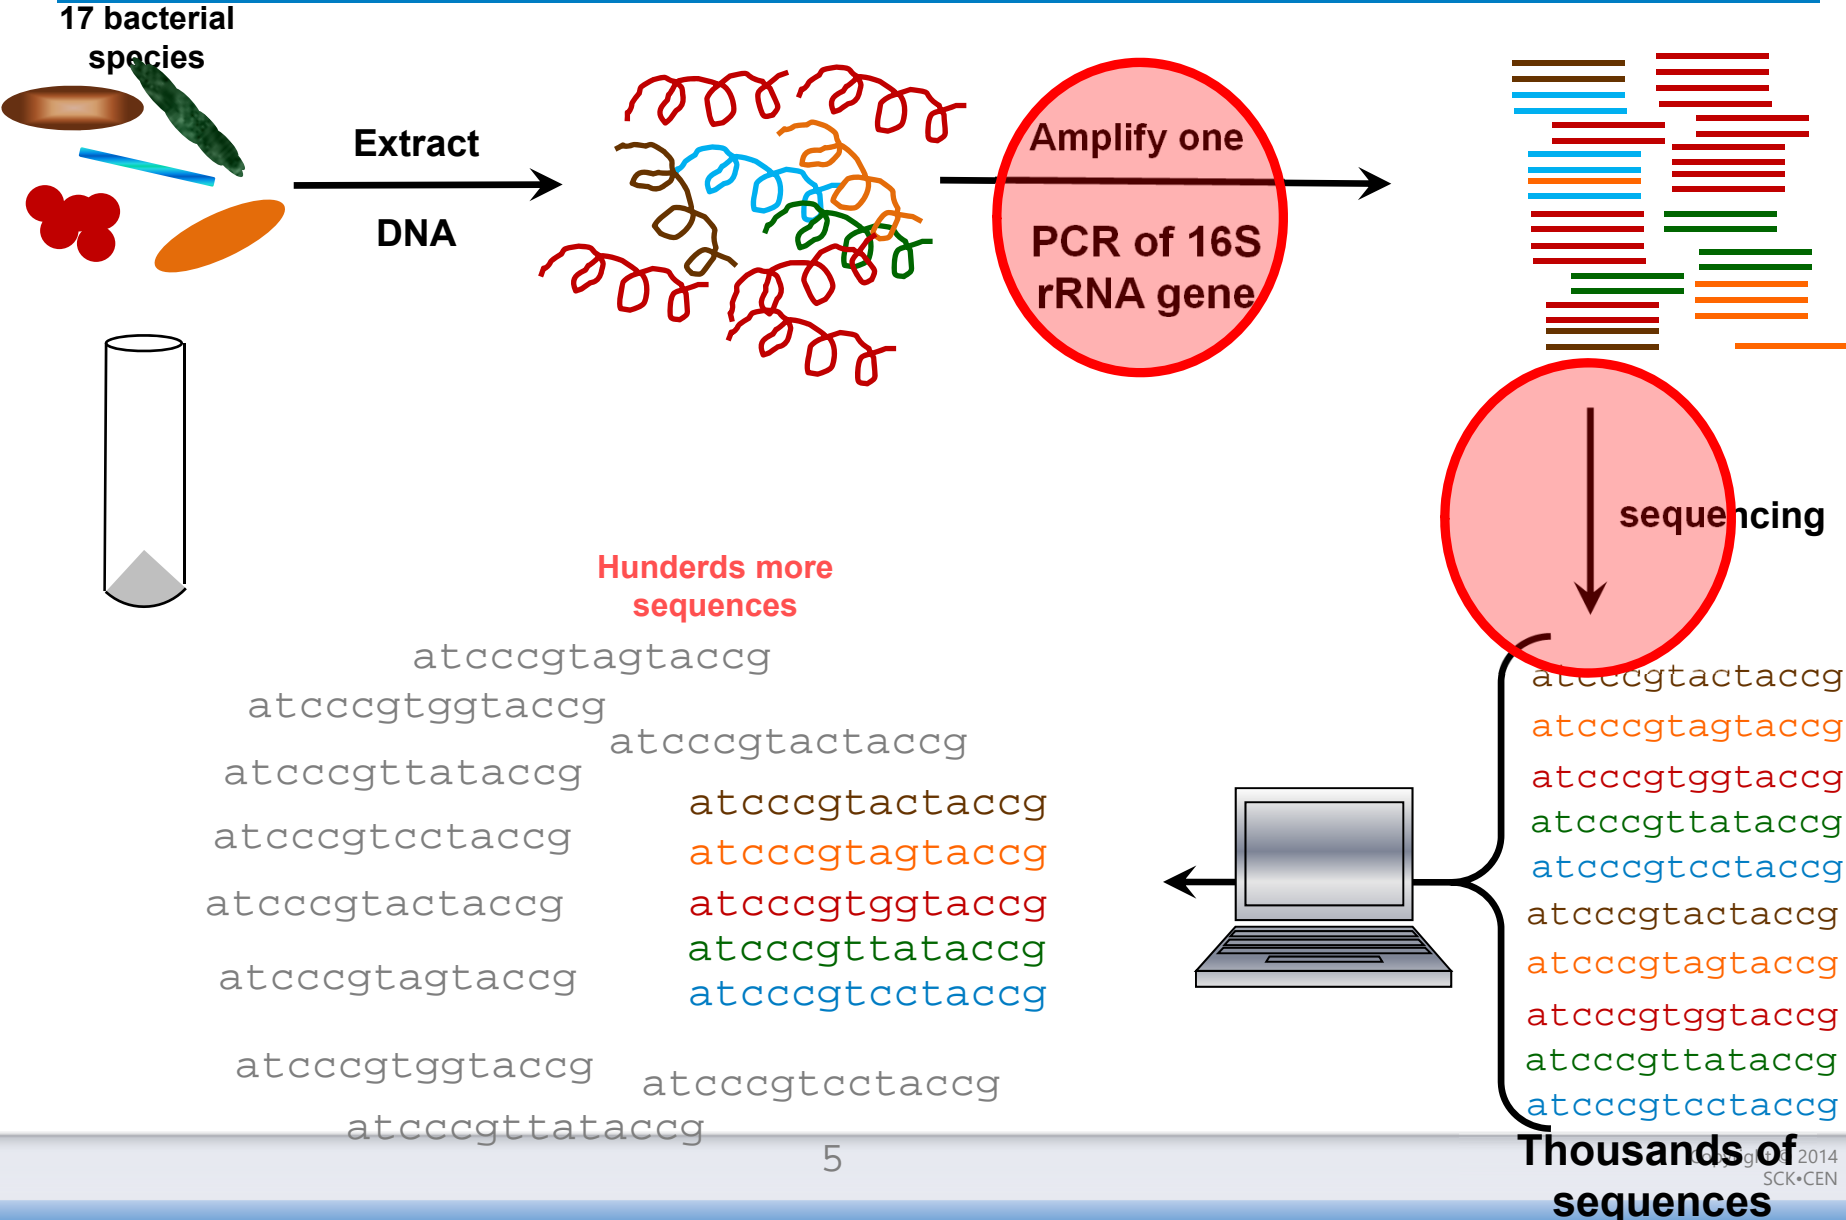 17 bacterial
species
Extract
DNA
Amplify one
PCR of 16S
rRNA gene
sequencing
Hunderds more
sequences
atcccgtagtaccg
atcccgtggtaccg
atcccgtactaccg
atcccgttataccg
atcccgtcctaccg
atcccgtactaccg
atcccgtagtaccg
atcccgtggtaccg
atcccgtcctaccg
atcccgttataccg
atcccgtactaccg
atcccgtagtaccg
atcccgtggtaccg
atcccgttataccg
atcccgtcctaccg
atcccgtactaccg
atcccgtagtaccg
atcccgtggtaccg
atcccgttataccg
atcccgtcctaccg
atcccgtactaccg
atcccgtagtaccg
atcccgtggtaccg
atcccgttataccg
atcccgtcctaccg
Thousands of
sequences
5
Copyright © 2014
SCK•CEN